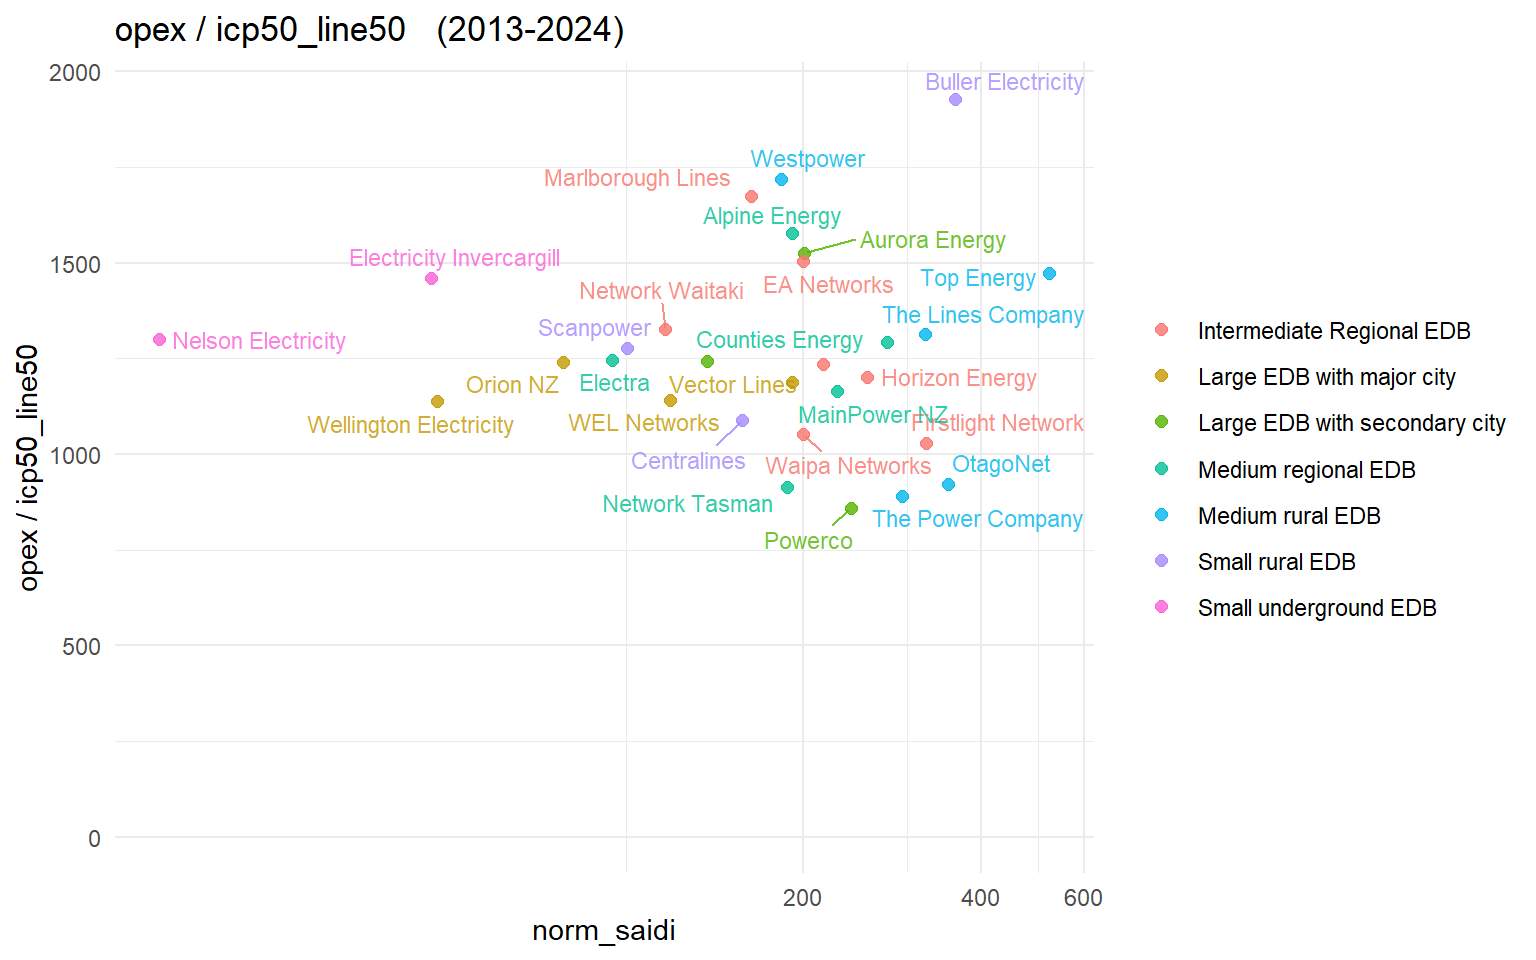 opex / icp50_line50   (2013-2024)
2000
1500
1000
500
0
opex / icp50_line50
Buller Electricity
Westpower
Marlborough Lines
Alpine Energy
Aurora Energy
Electricity Invercargill
EA Networks
Top Energy
Network Waitaki
The Lines Company
Scanpower
Counties Energy
Nelson Electricity
Orion NZ
Electra
Vector Lines
Horizon Energy
Wellington Electricity
WEL Networks
MainPower NZ
Firstlight Network
Centralines
Waipa Networks
OtagoNet
Network Tasman
The Power Company
Powerco
200
400
600
norm_saidi
Intermediate Regional EDB
Large EDB with major city
Large EDB with secondary city
Medium regional EDB
Medium rural EDB
Small rural EDB
Small underground EDB